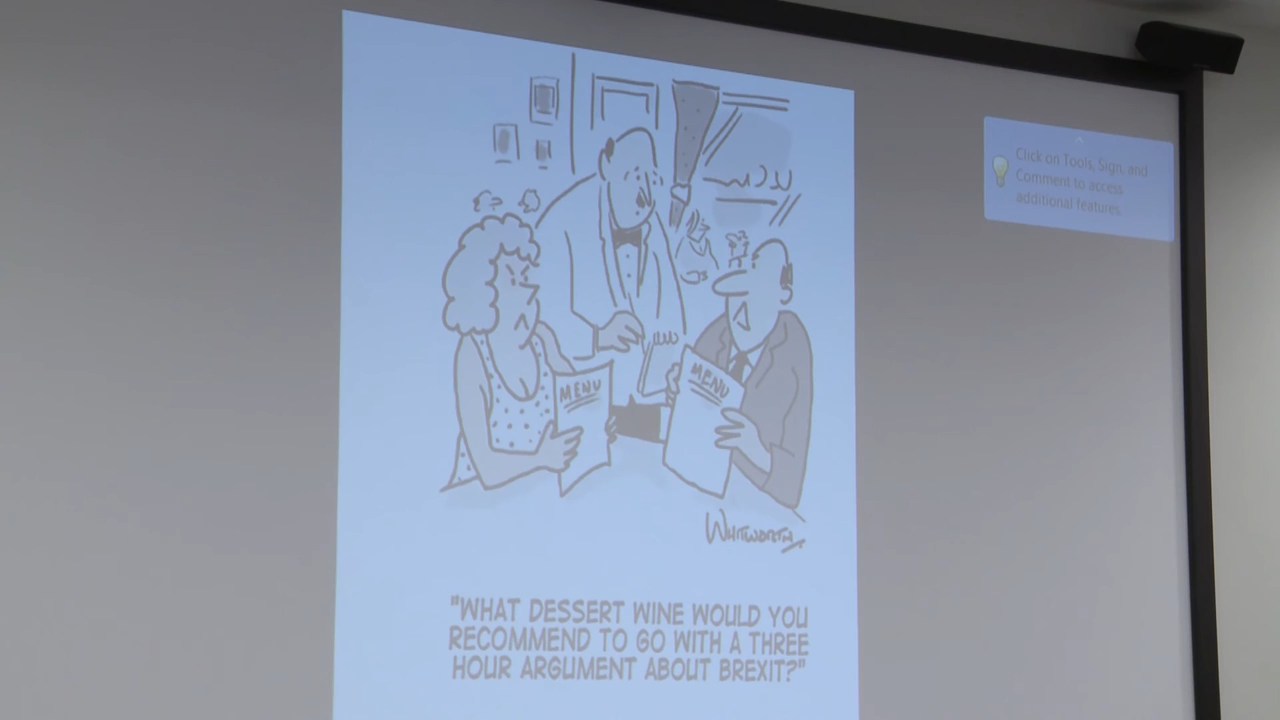 Click on Tools, Sign, and
Comment to access
additional features.
MENU
MENU
WHITWORTH
"WHAT DESSERT WINE WOULD YOU
RECOMMEND TO GO WITH A THREE
HOUR ARGUMENT ABOUT BREXIT?"